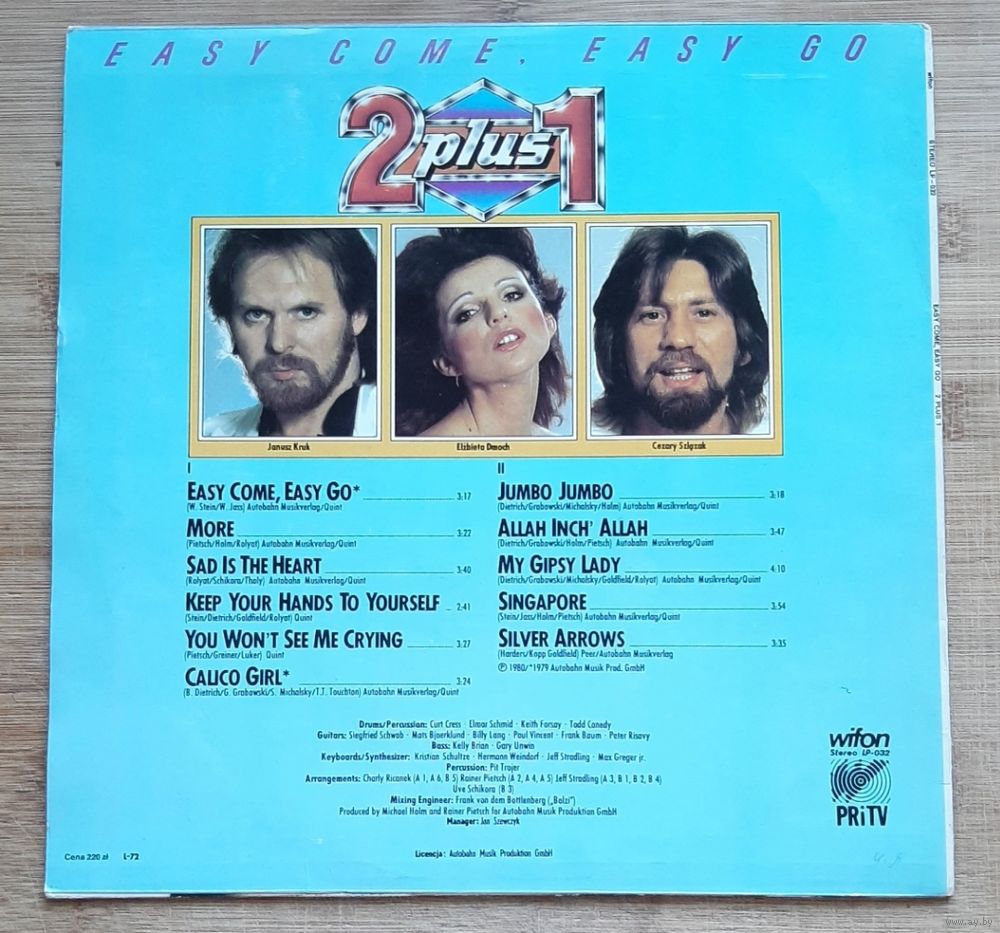 EASY COME, EASY GO
2 plus 1
Janusz Kruk
Elżbieta Dmoch
Cezary Szlązak
I
EASY COME, EASY GO* 3:17
(W. Stein/W. Jass) Autobahn Musikverlag/Quint
MORE 3:22
(Pietsch/Holm/Rolyat) Autobahn Musikverlag/Quint
SAD IS THE HEART 3:40
(Rolyat/Schikora/Thaly) Autobahn Musikverlag/Quint
KEEP YOUR HANDS TO YOURSELF 2:41
(Stein/Dietrich/Goldfield/Rolyat) Quint
YOU WON'T SEE ME CRYING 3:27
(Pietsch/Greiner/Luker) Quint
CALICO GIRL* 3:24
(B. Dietrich/G. Grabowski/S. Michalsky/T.T. Touchton) Autobahn Musikverlag/Quint
II
JUMBO JUMBO 3:18
(Dietrich/Grabowski/Michalsky/Holm) Autobahn Musikverlag/Quint
ALLAH INCH' ALLAH 3:47
(Dietrich/Grabowski/Holm/Pietsch) Autobahn Musikverlag/Quint
MY GIPSY LADY 4:10
(Dietrich/Grabowski/Michalsky/Goldfield/Rolyat) Autobahn Musikverlag/Quint
SINGAPORE 3:54
(Stein/Jass/Holm/Pietsch) Autobahn Musikverlag/Quint
SILVER ARROWS 3:35
(Harders/Kopp Goldfield) Peer/Autobahn Musikverlag
Ⓟ 1980/*1979 Autobahn Musik Prod. GmbH
Drums/Percussion: Curt Cress · Elmar Schmid · Keith Forsay · Todd Canedy
Guitars: Siegfried Schwab · Mats Bjoerklund · Billy Lang · Paul Vincent · Frank Baum · Peter Risavy
Bass: Kelly Brian · Gary Unwin
Keyboards/Synthesizer: Kristian Schultze · Hermann Weindorf · Jeff Stradling · Max Greger jr.
Percussion: Pit Trojer
Arrangements: Charly Ricanek (A 1, A 6, B 5) Rainer Pietsch (A 2, A 4, A 5) Jeff Stradling (A 3, B 1, B 2, B 4)
Uve Schikora (B 3)
Mixing Engineer: Frank von dem Bottlenberg („Balzi")
Produced by Michael Holm and Rainer Pietsch for Autobahn Musik Produktion GmbH
Manager: Jan Szewczyk
Licencja: Autobahn Musik Produktion GmbH
Cena 220 zł L-72
wifon
Stereo LP-032
PRiTV
wifon STEREO LP-032 EASY COME, EASY GO 2 PLUS 1
www.ay.by